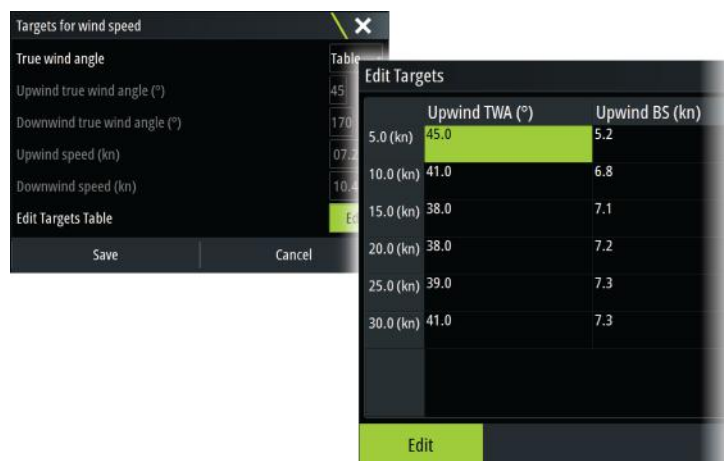 Targets for wind speed
True wind angle Table
Upwind true wind angle (°) 45
Downwind true wind angle (°) 170
Upwind speed (kn) 07.2
Downwind speed (kn) 10.4
Edit Targets Table
Save Cancel
Edit Targets
Upwind TWA (°) Upwind BS (kn)
5.0 (kn) 45.0 5.2
10.0 (kn) 41.0 6.8
15.0 (kn) 38.0 7.1
20.0 (kn) 38.0 7.2
25.0 (kn) 39.0 7.3
30.0 (kn) 41.0 7.3
Edit